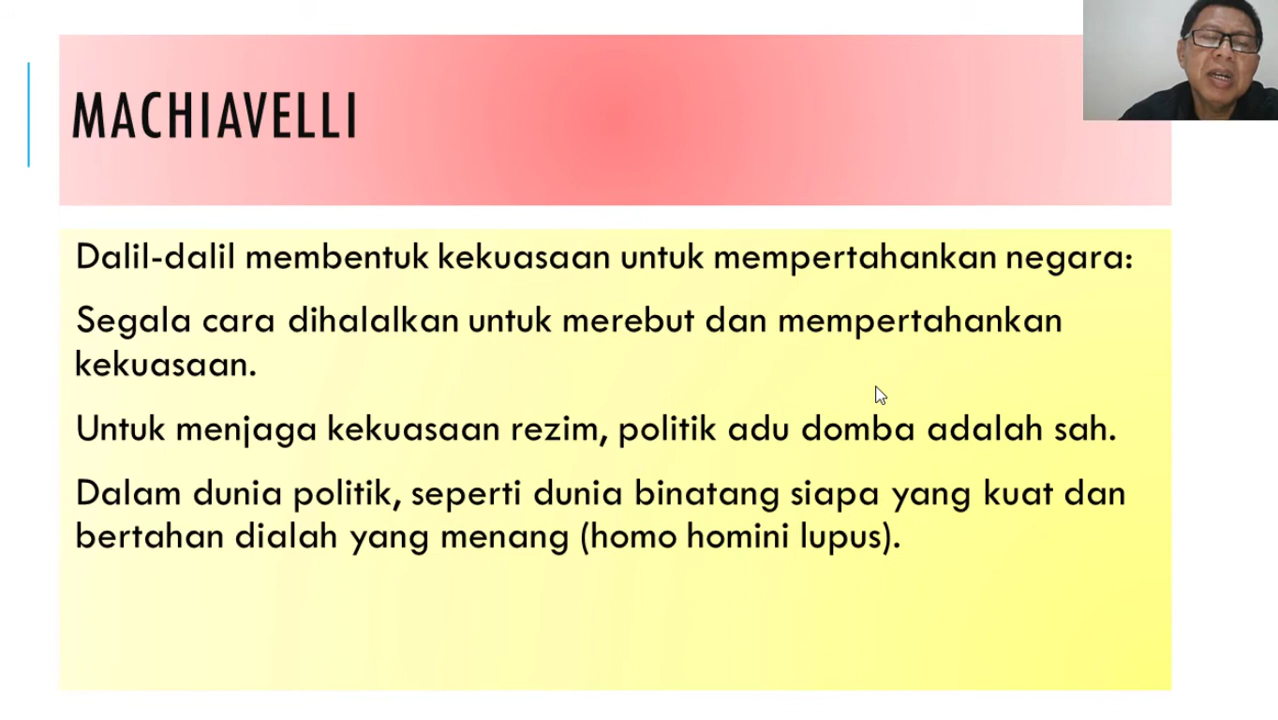 MACHIAVELLI
Dalil-dalil membentuk kekuasaan untuk mempertahankan negara:
Segala cara dihalalkan untuk merebut dan mempertahankan
kekuasaan.
Untuk menjaga kekuasaan rezim, politik adu domba adalah sah.
Dalam dunia politik, seperti dunia binatang siapa yang kuat dan
bertahan dialah yang menang (homo homini lupus).